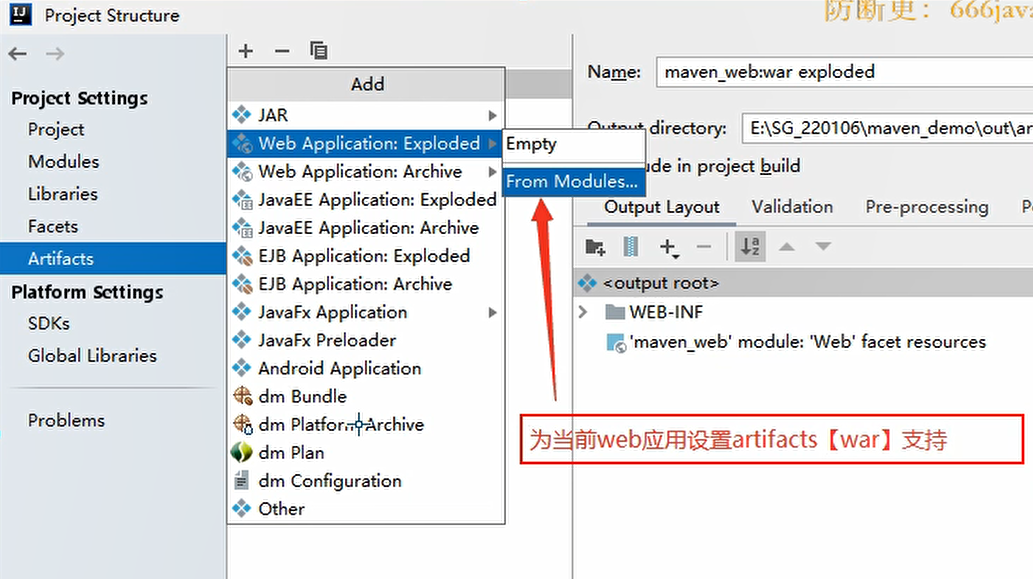 Project Structure
防断更：666java
Project Settings
Project
Modules
Libraries
Facets
Artifacts
Platform Settings
SDKs
Global Libraries
Problems
Add
JAR
Web Application: Exploded
Web Application: Archive
JavaEE Application: Exploded
JavaEE Application: Archive
EJB Application: Exploded
EJB Application: Archive
JavaFx Application
JavaFx Preloader
Android Application
dm Bundle
dm Platform Archive
dm Plan
dm Configuration
Other
Empty
From Modules...
Name: maven_web:war exploded
directory: E:\SG_220106\maven_demo\out\ar
in project build
Output Layout Validation Pre-processing
<output root>
WEB-INF
'maven_web' module: 'Web' facet resources
为当前web应用设置artifacts【war】支持